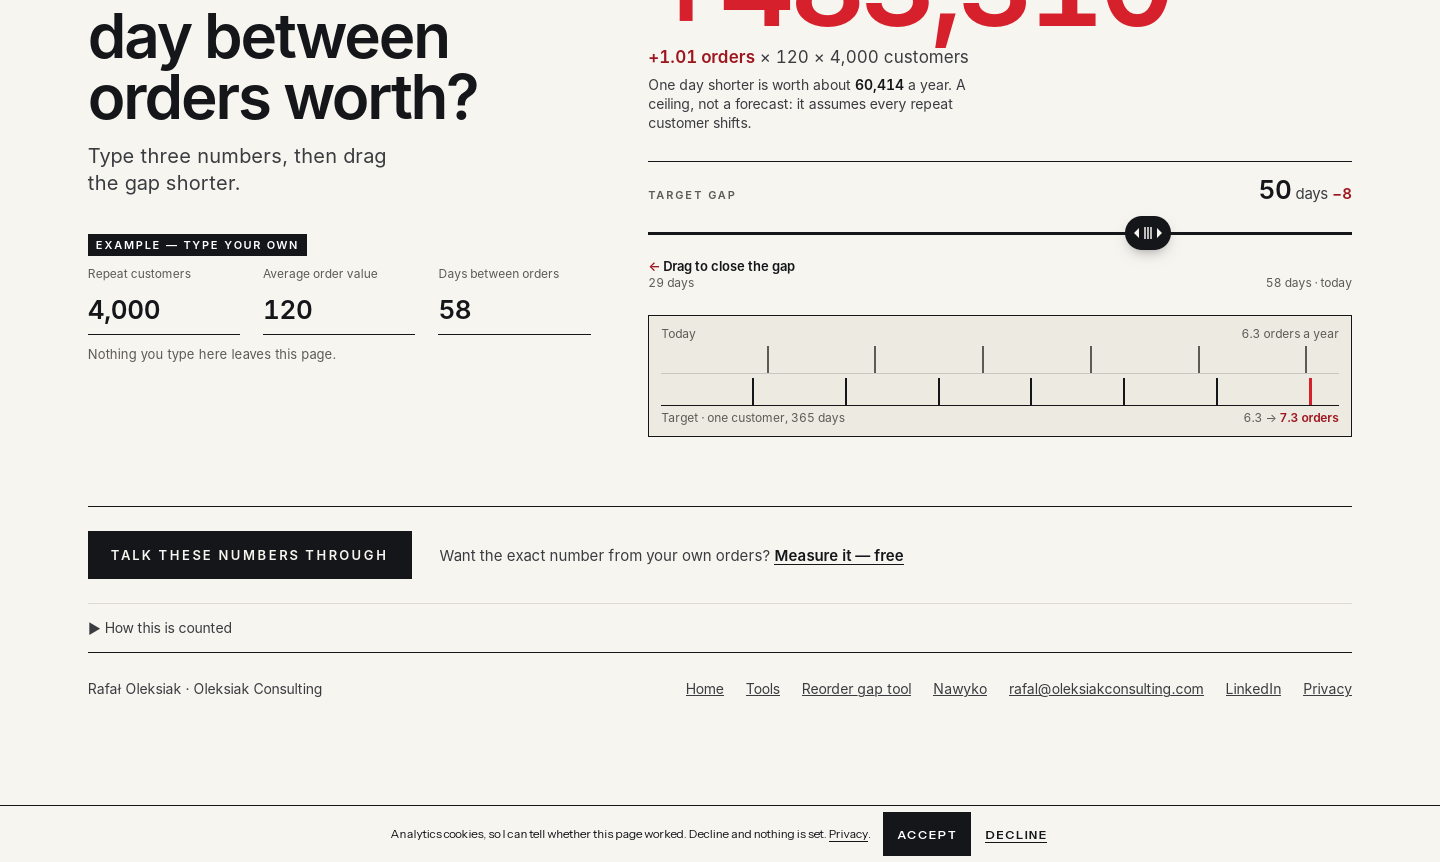 day between
orders worth?
Type three numbers, then drag
the gap shorter.
EXAMPLE — TYPE YOUR OWN
Repeat customers
Average order value
Days between orders
4,000
120
58
Nothing you type here leaves this page.
+483,310
+1.01 orders × 120 × 4,000 customers
One day shorter is worth about 60,414 a year. A
ceiling, not a forecast: it assumes every repeat
customer shifts.
TARGET GAP
50 days −8
← Drag to close the gap
29 days
58 days · today
Today
6.3 orders a year
Target · one customer, 365 days
6.3 → 7.3 orders
TALK THESE NUMBERS THROUGH
Want the exact number from your own orders? Measure it — free
▶ How this is counted
Rafał Oleksiak · Oleksiak Consulting
Home
Tools
Reorder gap tool
Nawyko
rafal@oleksiakconsulting.com
LinkedIn
Privacy
Analytics cookies, so I can tell whether this page worked. Decline and nothing is set. Privacy.
ACCEPT
DECLINE